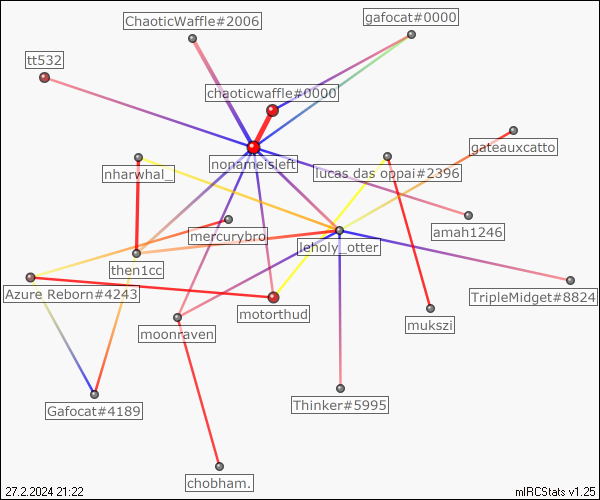 ChaoticWaffle#2006
gafocat#0000
tt532
chaoticwaffle#0000
gateauxcatto
nonameisleft
nharwhal_
lucas das oppai#2396
amah1246
mercurybro
leholy_otter
then1cc
Azure Reborn#4243
TripleMidget#8824
motorthud
mukszi
moonraven
Gafocat#4189
Thinker#5995
chobham.
27.2.2024 21:22
mIRCStats v1.25